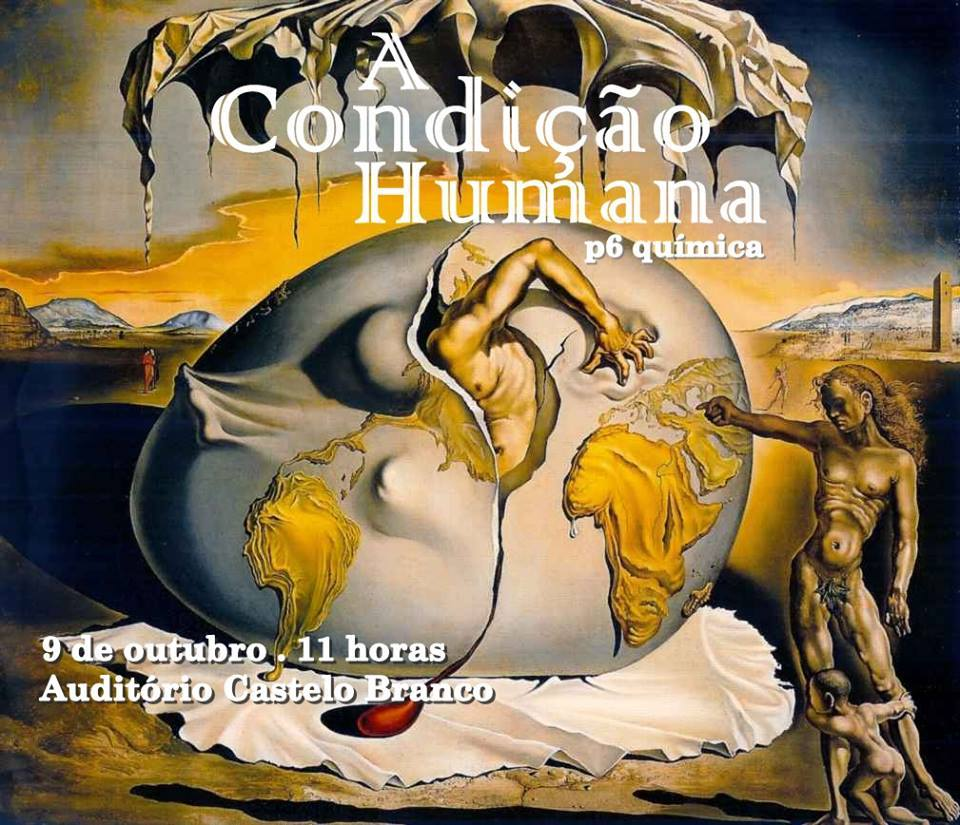 A
Condição
Humana
p6 química
9 de outubro . 11 horas
Auditório Castelo Branco